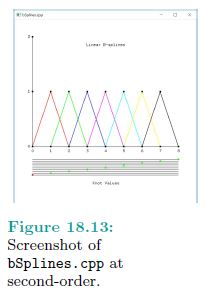 bSplines.cpp
2
Linear B-splines
1
0 1 2 3 4 5 6 7 8
Knot Values
Figure 18.13:
Screenshot of
bSplines.cpp at
second-order.